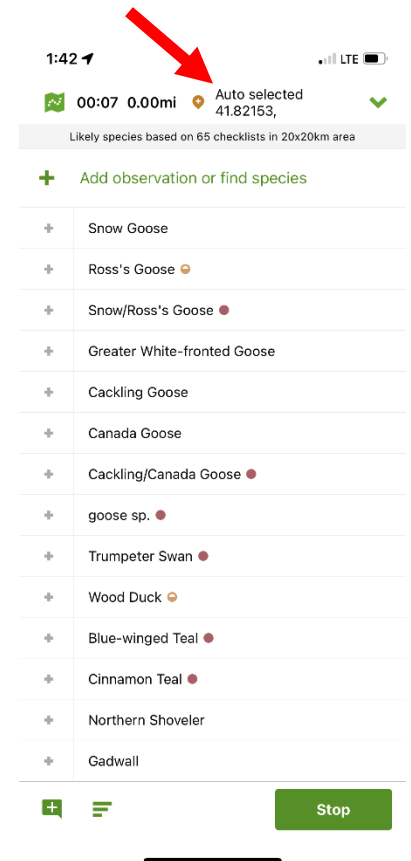 1:42 LTE
00:07 0.00mi Auto selected
41.82153,
Likely species based on 65 checklists in 20x20km area
Add observation or find species
Snow Goose
Ross's Goose
Snow/Ross's Goose
Greater White-fronted Goose
Cackling Goose
Canada Goose
Cackling/Canada Goose
goose sp.
Trumpeter Swan
Wood Duck
Blue-winged Teal
Cinnamon Teal
Northern Shoveler
Gadwall
Stop